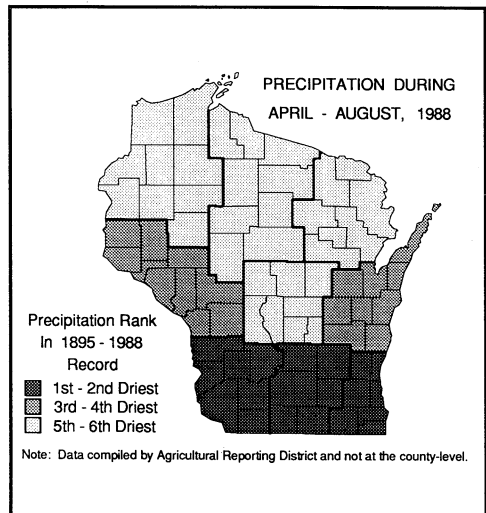 PRECIPITATION DURING
APRIL - AUGUST, 1988
Precipitation Rank
In 1895 - 1988
Record
1st - 2nd Driest
3rd - 4th Driest
5th - 6th Driest
Note: Data compiled by Agricultural Reporting District and not at the county-level.